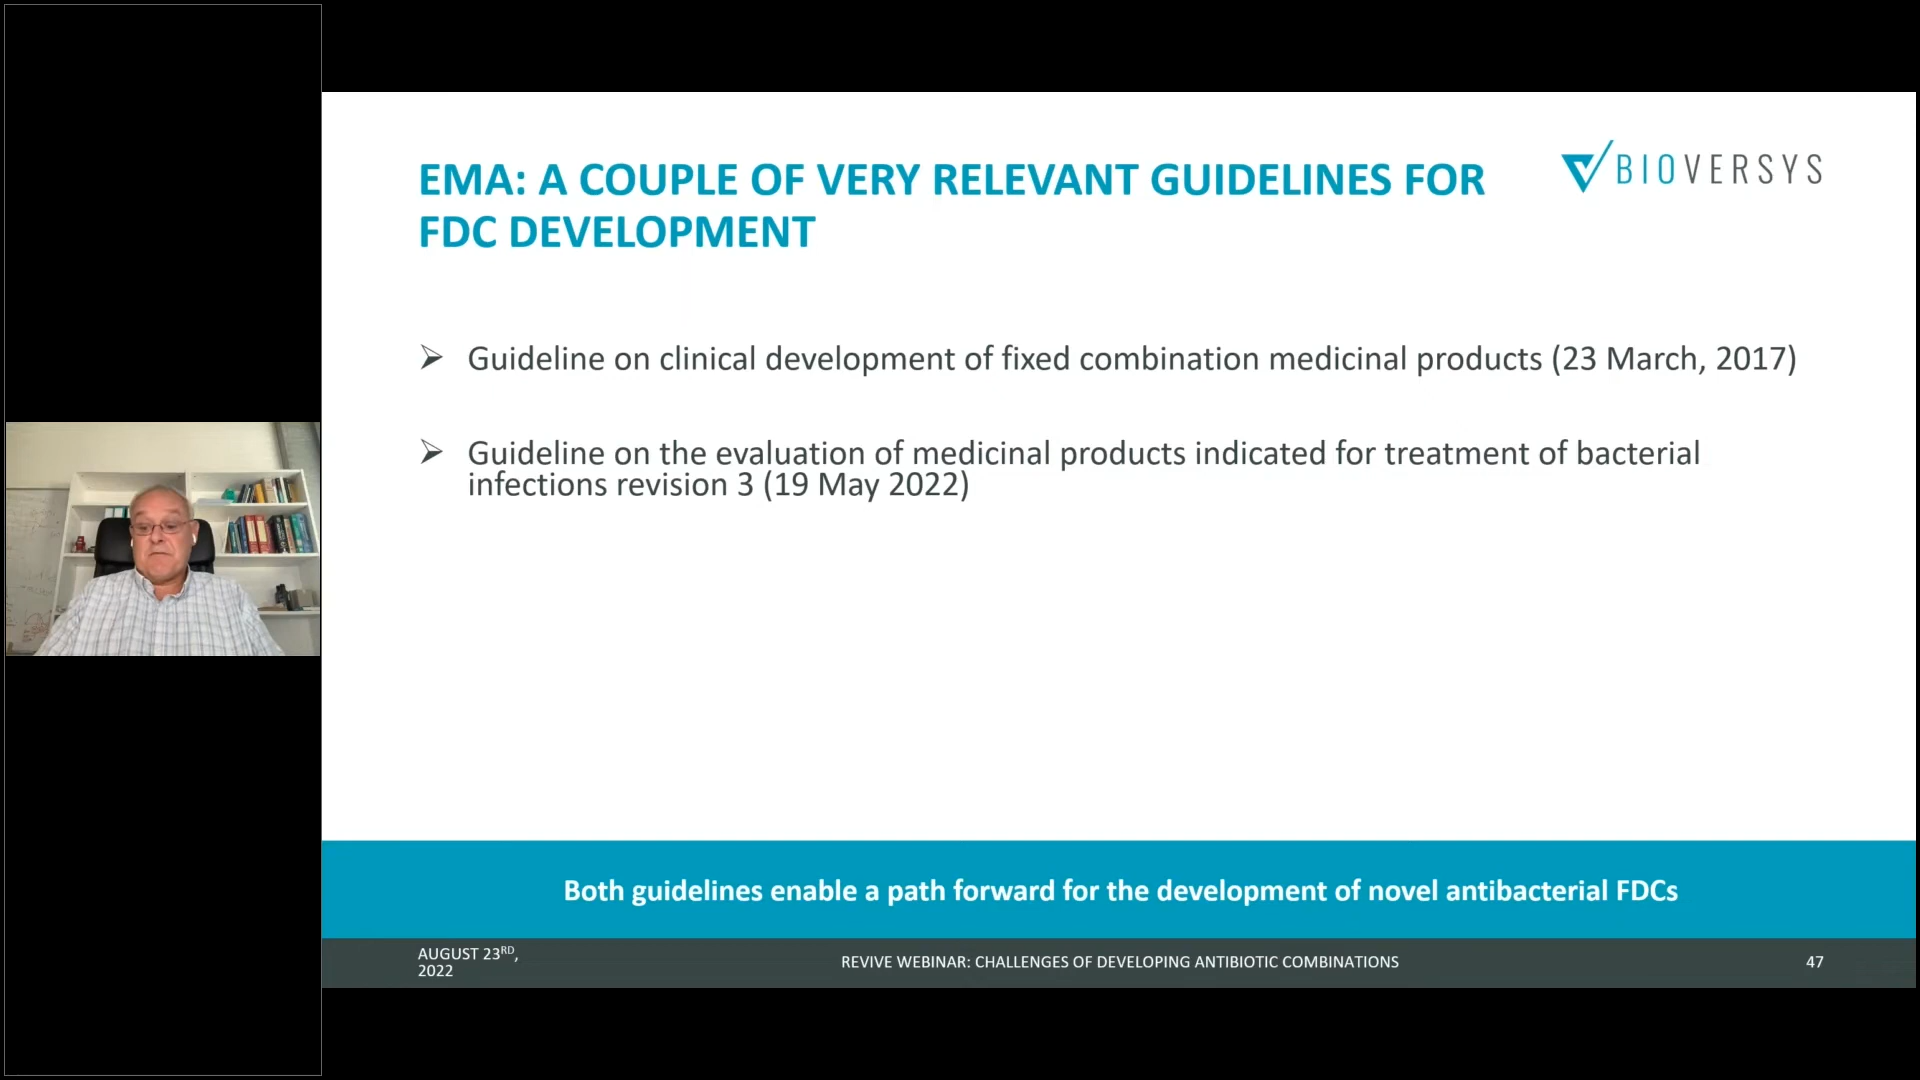 EMA: A COUPLE OF VERY RELEVANT GUIDELINES FOR
FDC DEVELOPMENT
BIOVERSYS
Guideline on clinical development of fixed combination medicinal products (23 March, 2017)
Guideline on the evaluation of medicinal products indicated for treatment of bacterial
infections revision 3 (19 May 2022)
Both guidelines enable a path forward for the development of novel antibacterial FDCs
AUGUST 23RD,
2022
REVIVE WEBINAR: CHALLENGES OF DEVELOPING ANTIBIOTIC COMBINATIONS
47